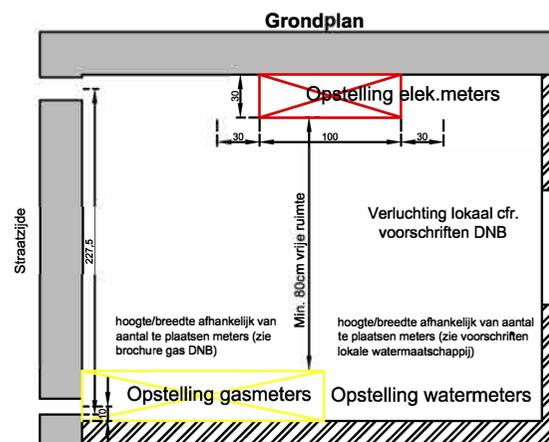 Grondplan
Opstelling elek.meters
30
30
100
30
Straatzijde
227,5
Min. 80cm vrije ruimte
Verluchting lokaal cfr.
voorschriften DNB
hoogte/breedte afhankelijk van
aantal te plaatsen meters (zie
brochure gas DNB)
hoogte/breedte afhankelijk van aantal
te plaatsen meters (zie voorschriften
lokale watermaatschappij)
Opstelling gasmeters
Opstelling watermeters
10